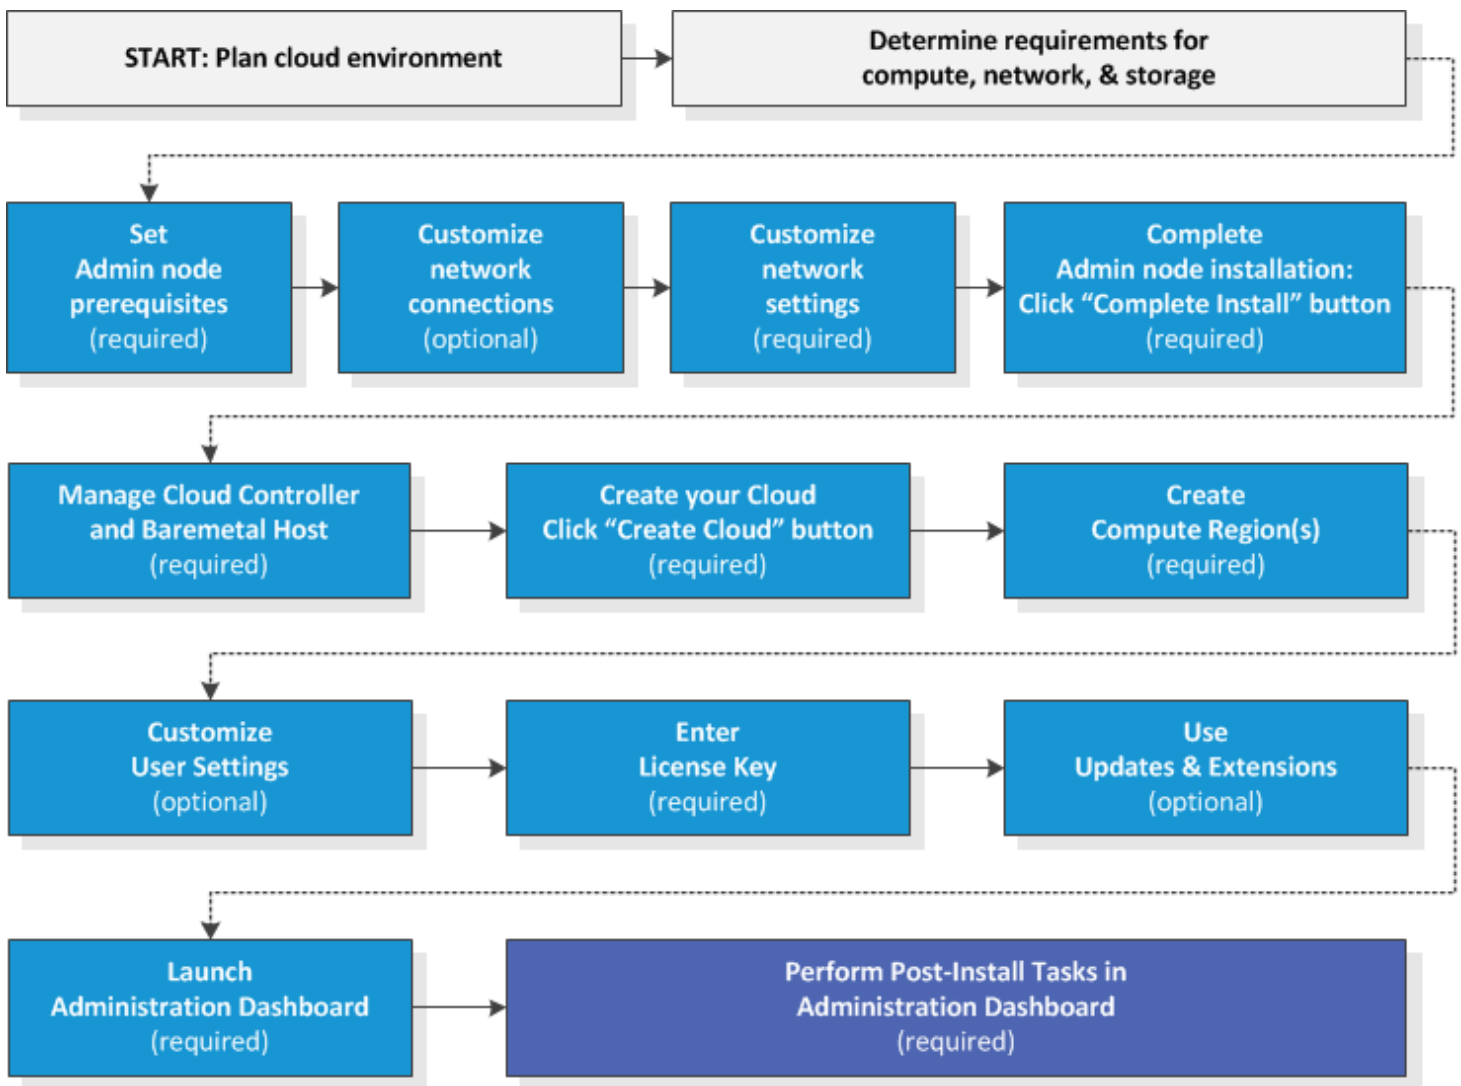 START: Plan cloud environment
Determine requirements for
compute, network, & storage
Set
Admin node
prerequisites
(required)
Customize
network
connections
(optional)
Customize
network
settings
(required)
Complete
Admin node installation:
Click “Complete Install” button
(required)
Manage Cloud Controller
and Baremetal Host
(required)
Create your Cloud
Click “Create Cloud” button
(required)
Create
Compute Region(s)
(required)
Customize
User Settings
(optional)
Enter
License Key
(required)
Use
Updates & Extensions
(optional)
Launch
Administration Dashboard
(required)
Perform Post-Install Tasks in
Administration Dashboard
(required)